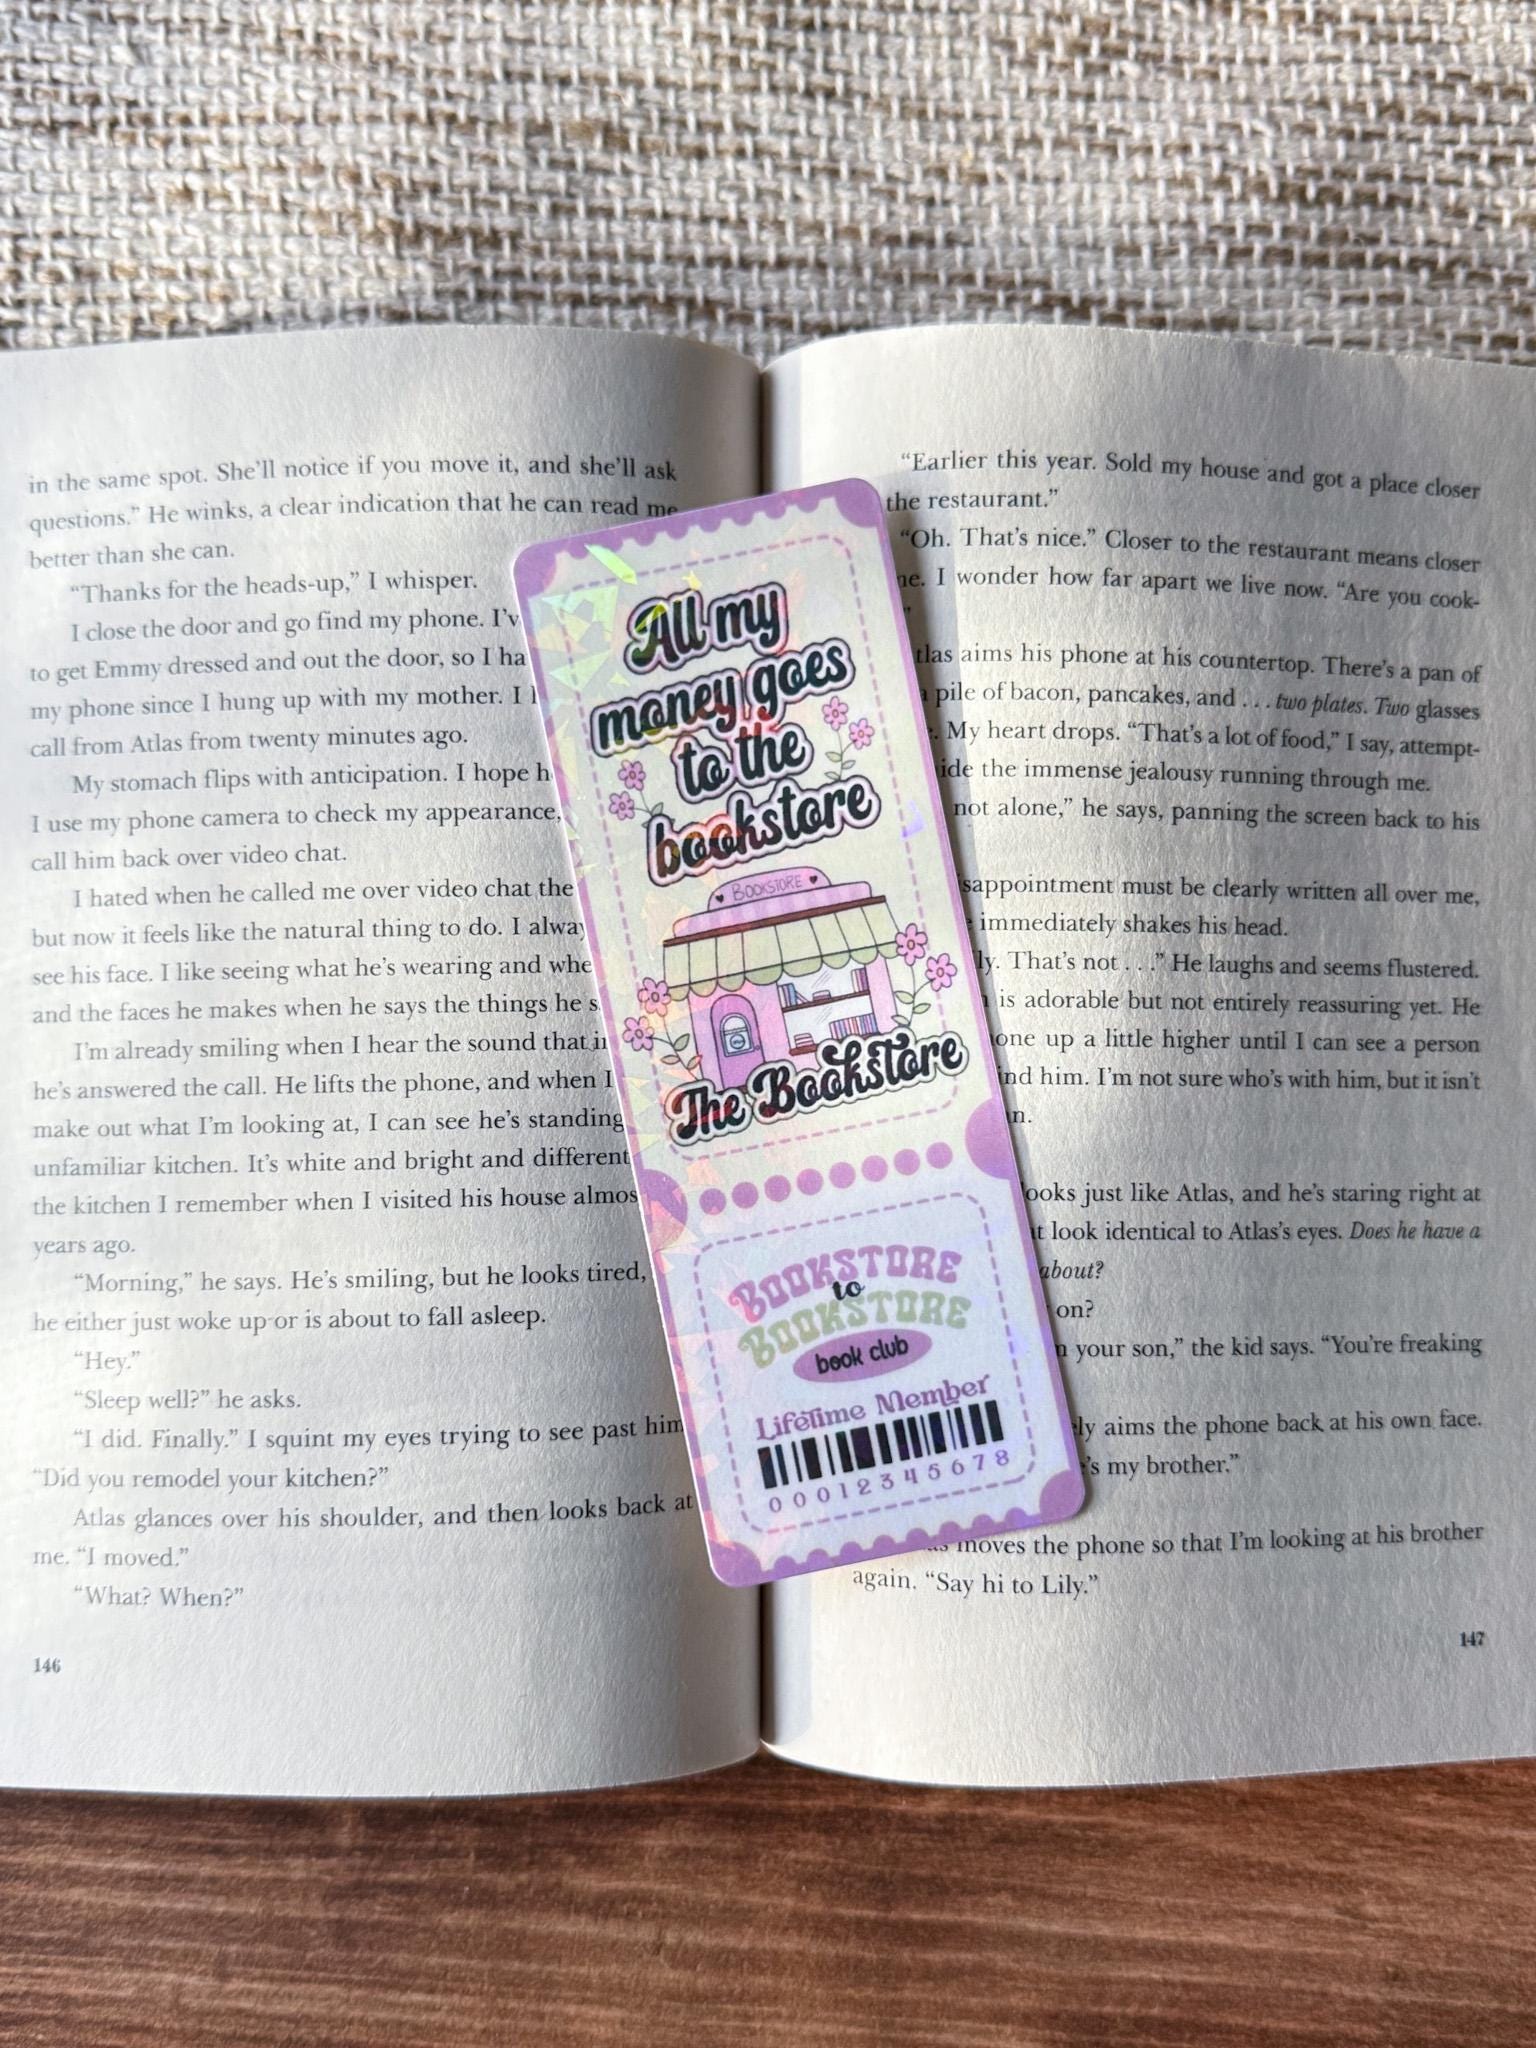 in the same spot. She'll notice if you move it, and she'll ask
questions." He winks, a clear indication that he can read me
better than she can.
"Thanks for the heads-up," I whisper.
I close the door and go find my phone. I'v
to get Emmy dressed and out the door, so I ha
my phone since I hung up with my mother. I
call from Atlas from twenty minutes ago.
My stomach flips with anticipation. I hope h
I use my phone camera to check my appearance,
call him back over video chat.
I hated when he called me over video chat the
but now it feels like the natural thing to do. I alway
see his face. I like seeing what he's wearing and whe
and the faces he makes when he says the things he s
I'm already smiling when I hear the sound that in
he's answered the call. He lifts the phone, and when I
make out what I'm looking at, I can see he's standing
unfamiliar kitchen. It's white and bright and different
the kitchen I remember when I visited his house almos
years ago.
"Morning," he says. He's smiling, but he looks tired,
he either just woke up or is about to fall asleep.
"Hey."
"Sleep well?" he asks.
"I did. Finally." I squint my eyes trying to see past him
"Did you remodel your kitchen?"
Atlas glances over his shoulder, and then looks back at
me. "I moved."
"What? When?"
146
All my
money goes
to the
bookstore
BOOKSTORE
The Bookstore
BOOKSTORE
to
BOOKSTORE
book club
Lifetime Member
00012345678
"Earlier this year. Sold my house and got a place closer
the restaurant."
"Oh. That's nice." Closer to the restaurant means closer
me. I wonder how far apart we live now. "Are you cook-
"
tlas aims his phone at his countertop. There's a pan of
a pile of bacon, pancakes, and . . . two plates. Two glasses
. My heart drops. "That's a lot of food," I say, attempt-
ide the immense jealousy running through me.
not alone," he says, panning the screen back to his
sappointment must be clearly written all over me,
e immediately shakes his head.
ly. That's not . . ." He laughs and seems flustered.
is adorable but not entirely reassuring yet. He
one up a little higher until I can see a person
ind him. I'm not sure who's with him, but it isn't
n.
ooks just like Atlas, and he's staring right at
t look identical to Atlas's eyes. Does he have a
about?
on?
n your son," the kid says. "You're freaking
ly aims the phone back at his own face.
's my brother."
as moves the phone so that I'm looking at his brother
again. "Say hi to Lily."
147